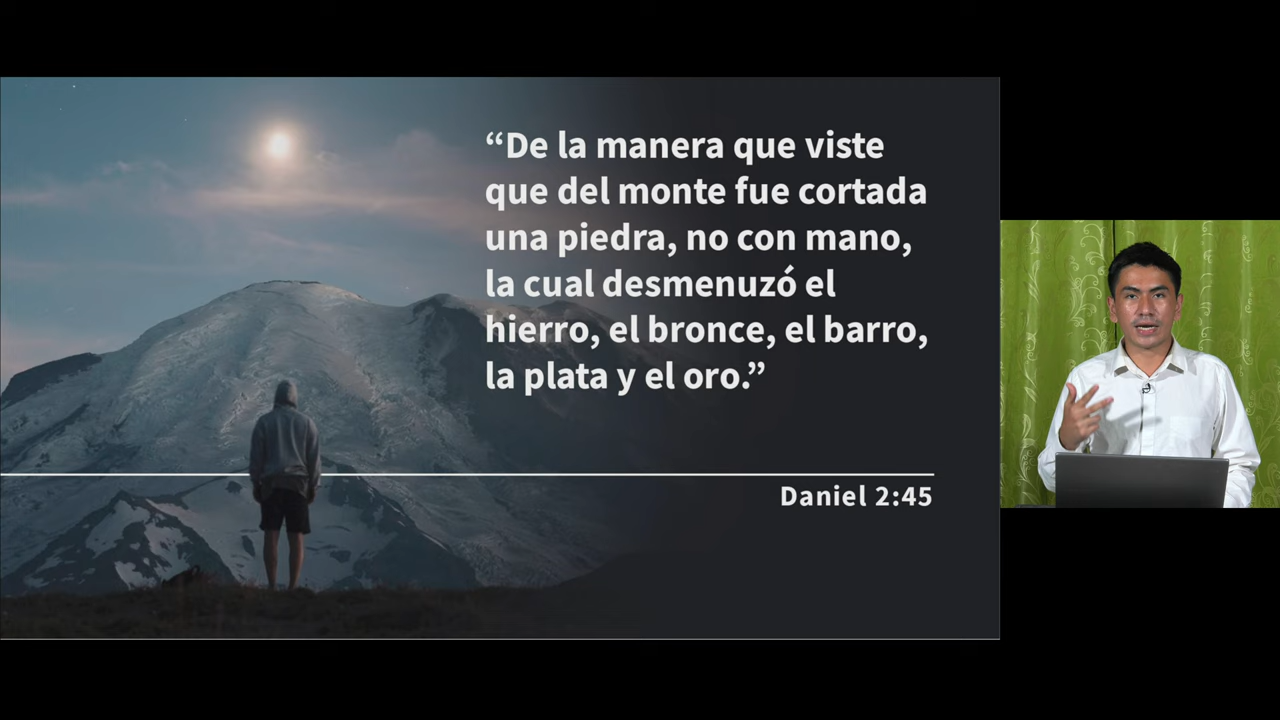 “De la manera que viste
que del monte fue cortada
una piedra, no con mano,
la cual desmenuzó el
hierro, el bronce, el barro,
la plata y el oro.”
Daniel 2:45